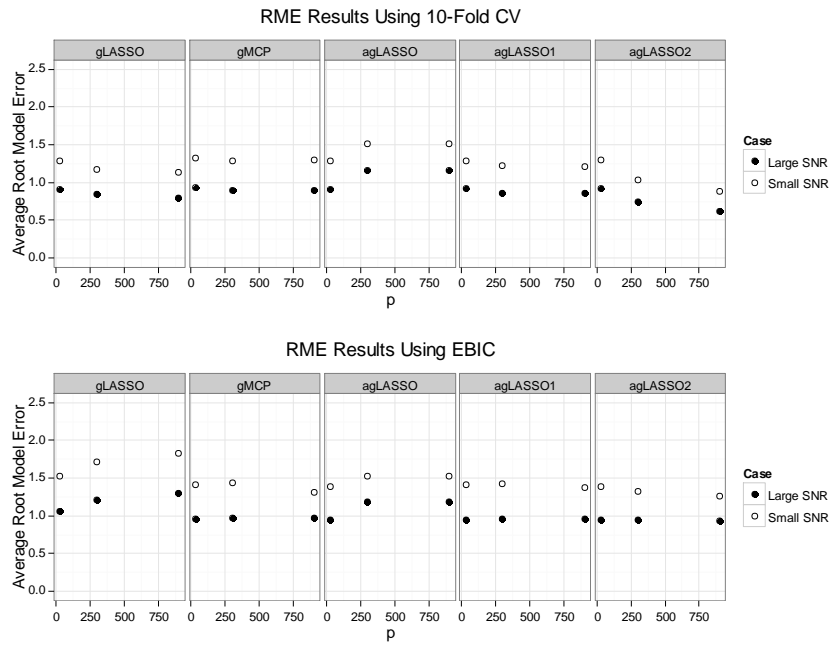 RME Results Using 10-Fold CV
gLASSO gMCP agLASSO agLASSO1 agLASSO2
Average Root Model Error
2.5
2.0
1.5
1.0
0.5
0.0
0 250 500 750 0 250 500 750 0 250 500 750 0 250 500 750 0 250 500 750
p
Case
Large SNR
Small SNR
RME Results Using EBIC
gLASSO gMCP agLASSO agLASSO1 agLASSO2
Average Root Model Error
2.5
2.0
1.5
1.0
0.5
0.0
0 250 500 750 0 250 500 750 0 250 500 750 0 250 500 750 0 250 500 750
p
Case
Large SNR
Small SNR